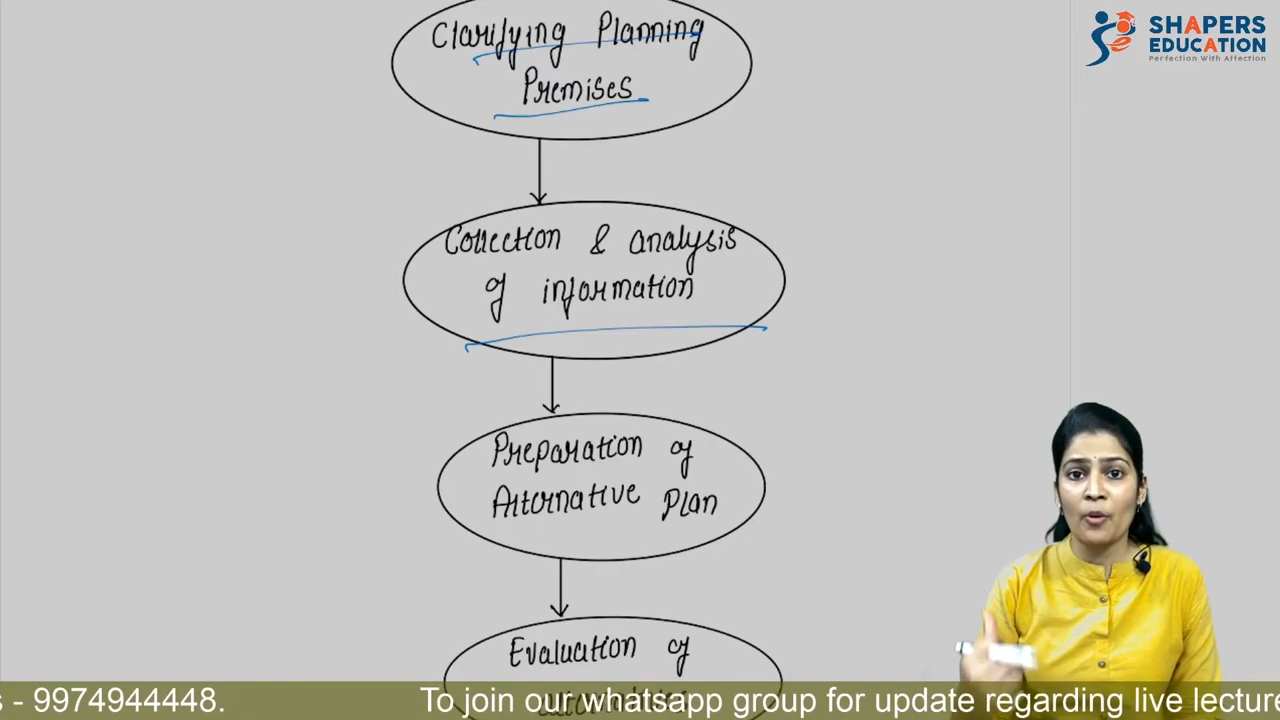 Clarifying Planning
Premises
SHAPERS
EDUCATION
Perfection With Affection
Collection & analysis
of information
Preparation of
Alternative Plan
Evaluation of
s - 9974944448. To join our whatsapp group for update regarding live lecture